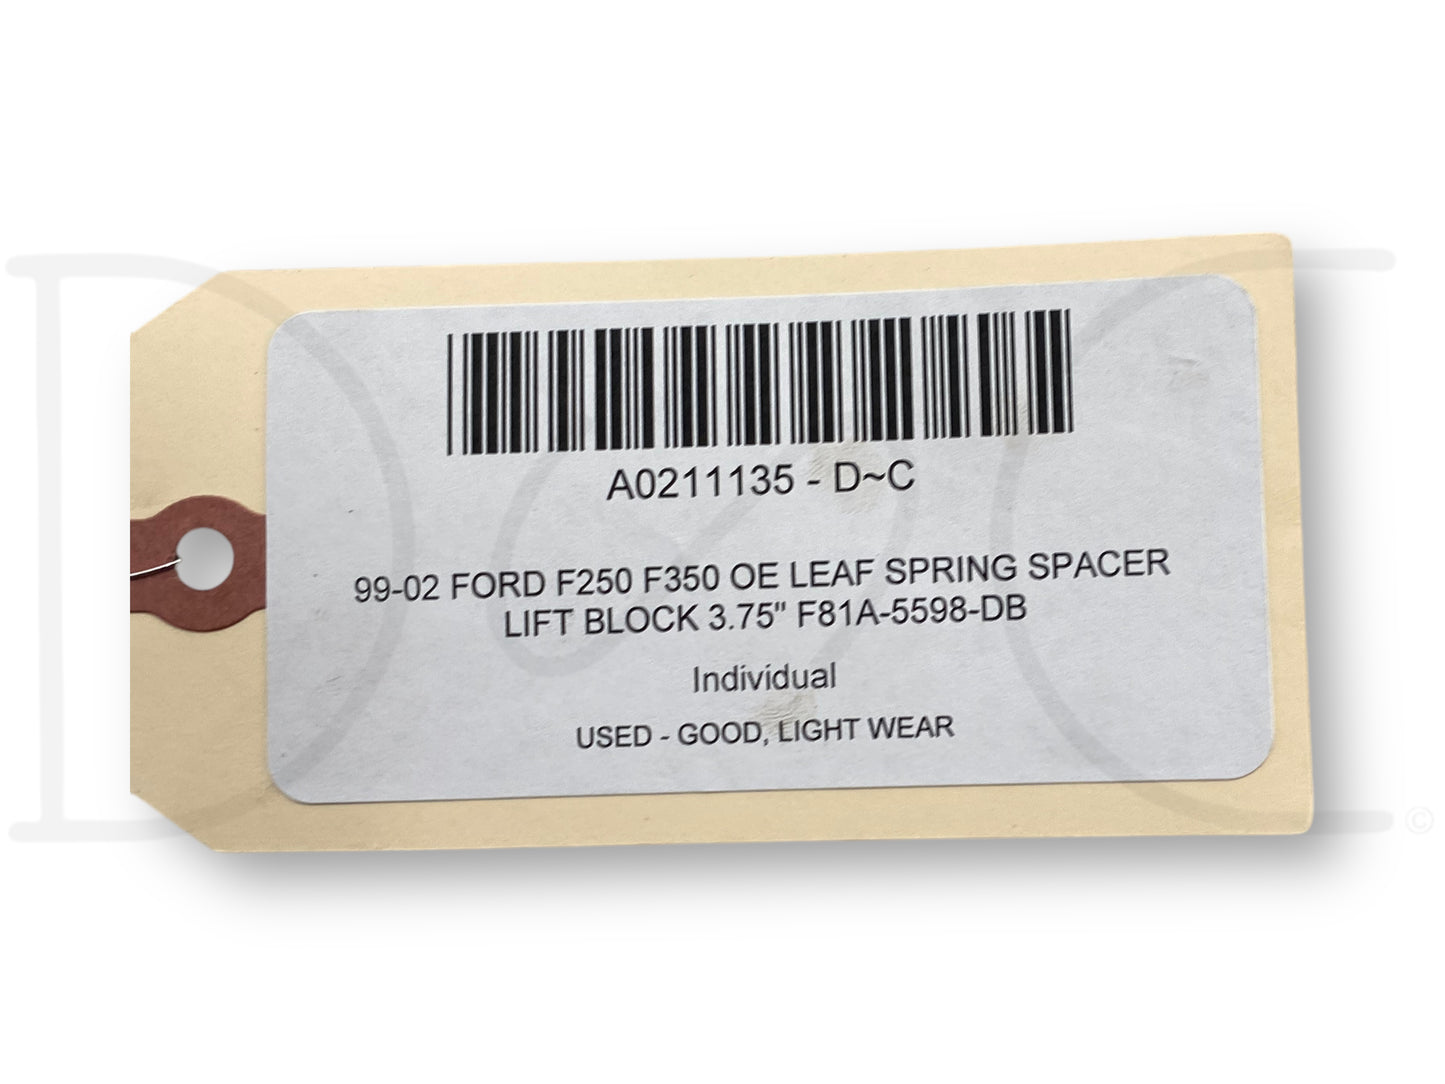 A0211135 - D~C
99-02 FORD F250 F350 OE LEAF SPRING SPACER
LIFT BLOCK 3.75" F81A-5598-DB
Individual
USED - GOOD, LIGHT WEAR
D & C
©